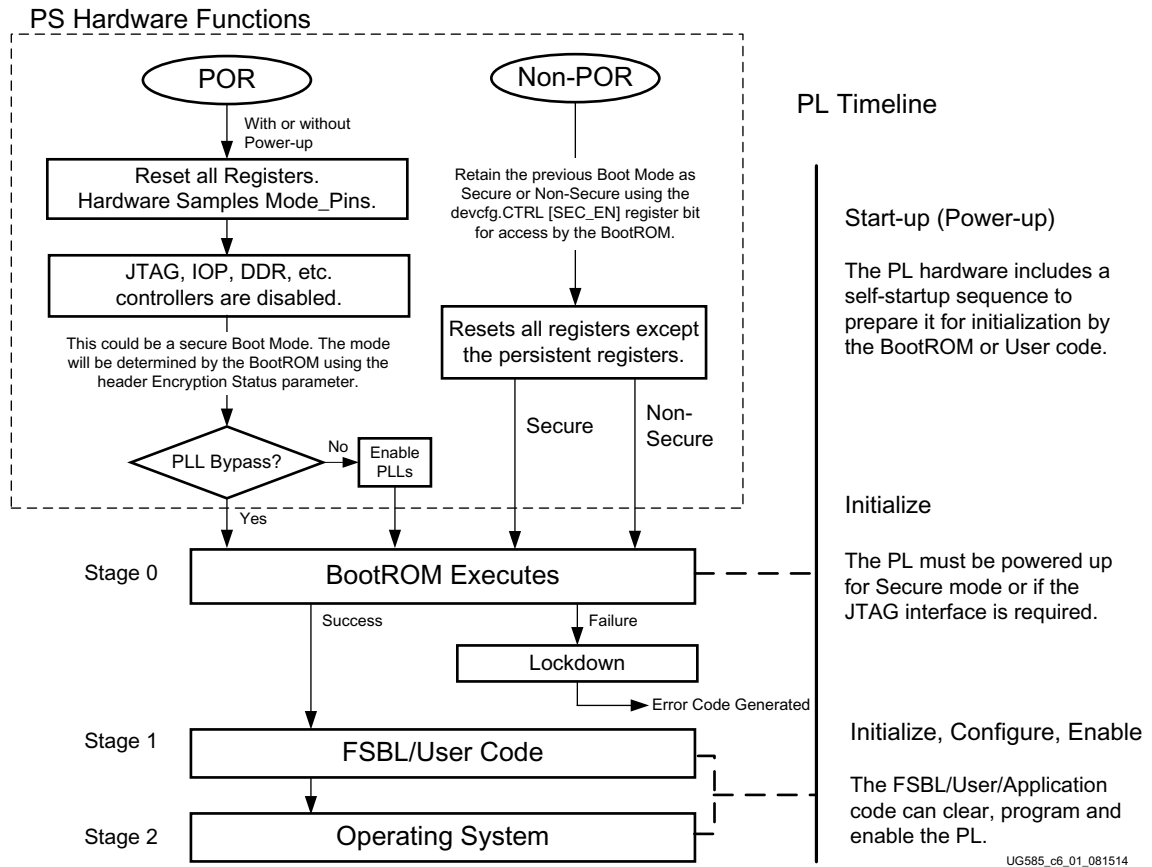 PS Hardware Functions
POR
With or without
Power-up
Reset all Registers.
Hardware Samples Mode_Pins.
JTAG, IOP, DDR, etc.
controllers are disabled.
This could be a secure Boot Mode. The mode
will be determined by the BootROM using the
header Encryption Status parameter.
PLL Bypass?
No
Enable
PLLs
Yes
Non-POR
Retain the previous Boot Mode as
Secure or Non-Secure using the
devcfg.CTRL [SEC_EN] register bit
for access by the BootROM.
Resets all registers except
the persistent registers.
Secure
Non-
Secure
Stage 0
BootROM Executes
Success
Failure
Lockdown
Error Code Generated
Stage 1
FSBL/User Code
Stage 2
Operating System
PL Timeline
Start-up (Power-up)
The PL hardware includes a
self-startup sequence to
prepare it for initialization by
the BootROM or User code.
Initialize
The PL must be powered up
for Secure mode or if the
JTAG interface is required.
Initialize, Configure, Enable
The FSBL/User/Application
code can clear, program and
enable the PL.
UG585_c6_01_081514